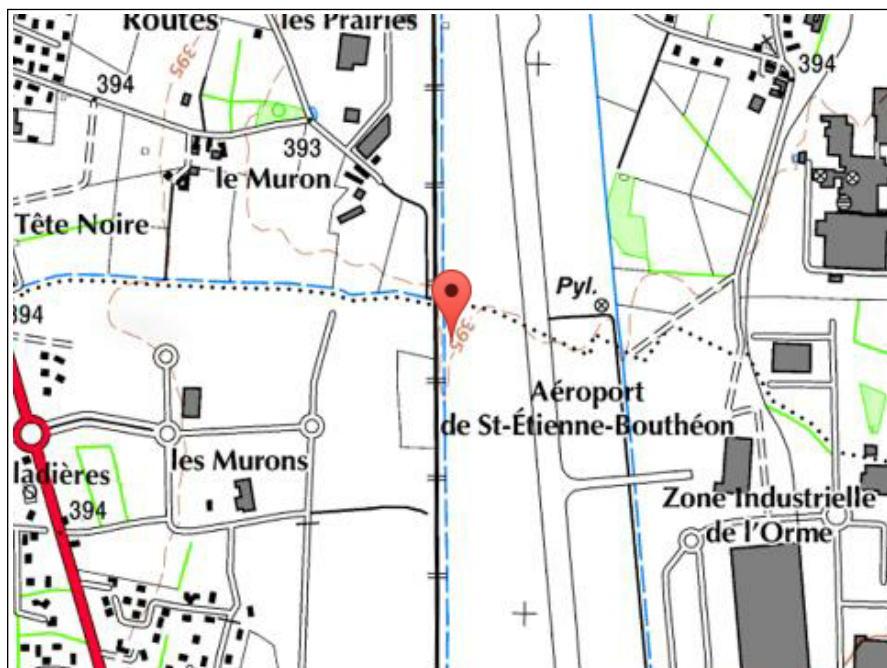 Routes
les Prairies
395
394
394
393
le Muron
Tête Noire
Pyl.
394
395
Aéroport
de St-Étienne-Bouthéon
les Murons
ladières
394
Zone Industrielle
de l'Orme